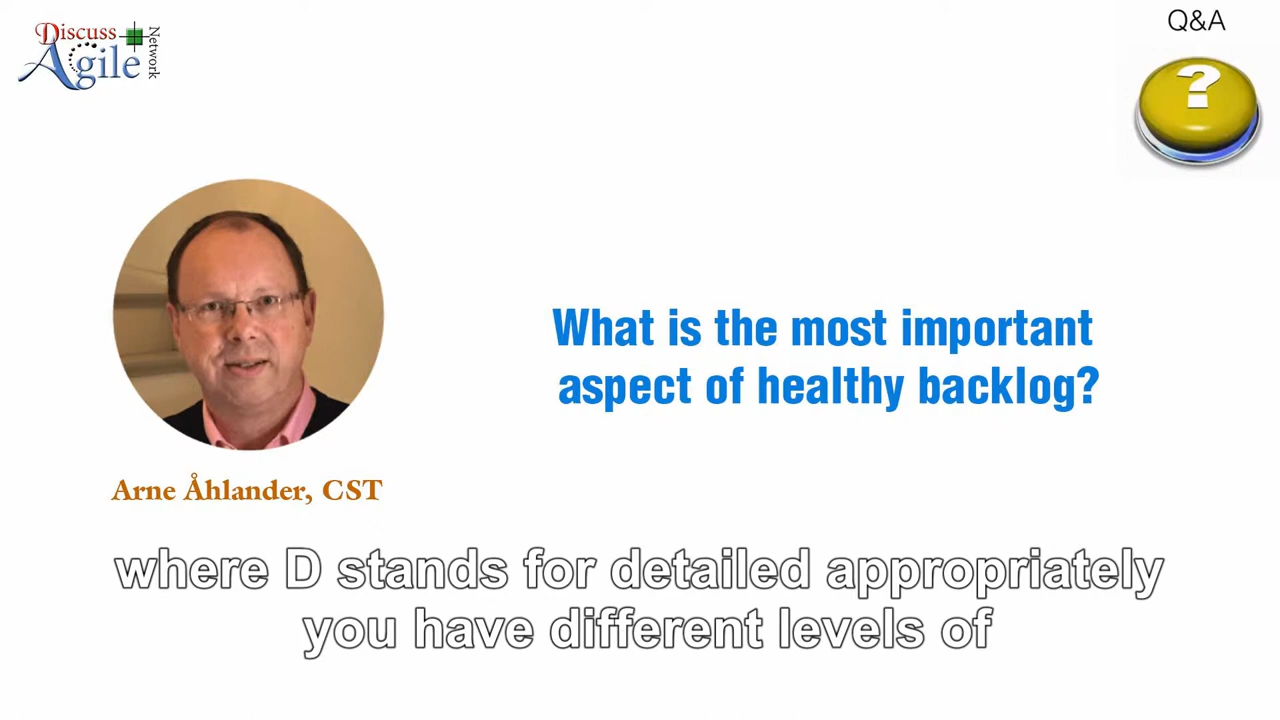 Discuss
Agile
Network
Q&A
?
What is the most important
aspect of healthy backlog?
Arne Åhlander, CST
where D stands for detailed appropriately
you have different levels of